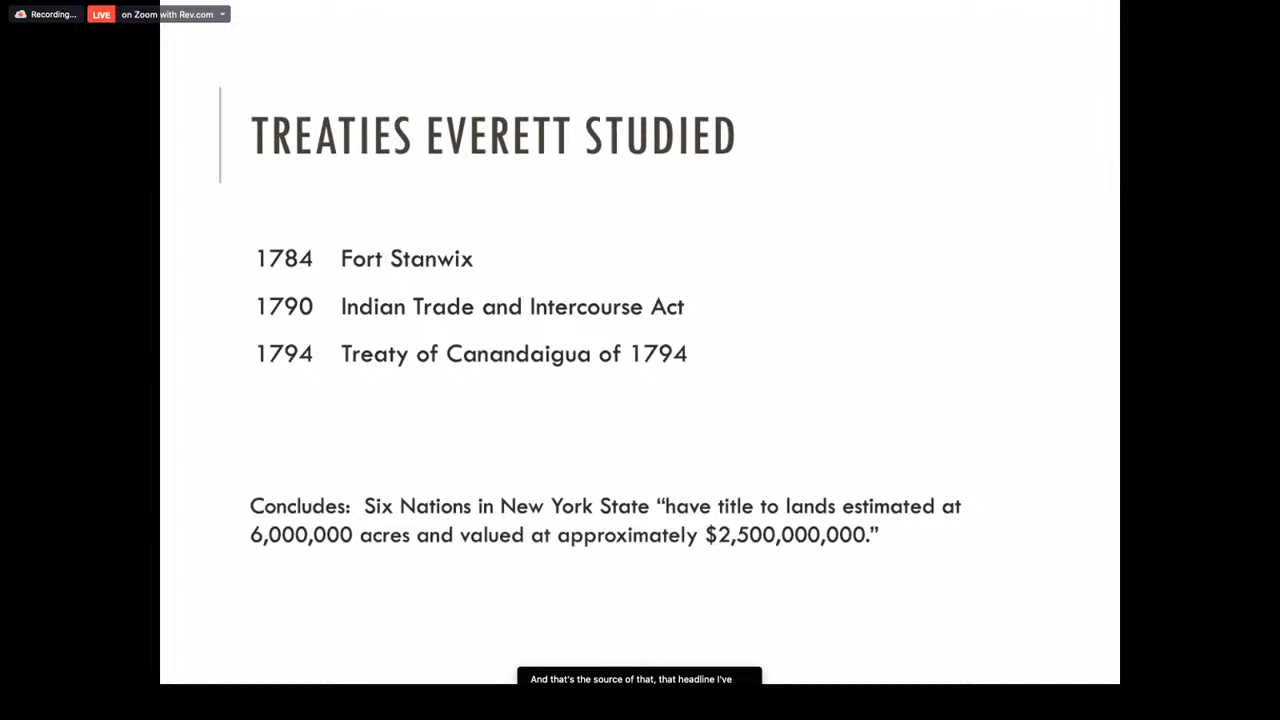 Recording...
LIVE on Zoom with Rev.com
TREATIES EVERETT STUDIED
1784 Fort Stanwix
1790 Indian Trade and Intercourse Act
1794 Treaty of Canandaigua of 1794
Concludes: Six Nations in New York State “have title to lands estimated at
6,000,000 acres and valued at approximately $2,500,000,000.”
And that's the source of that, that headline I've